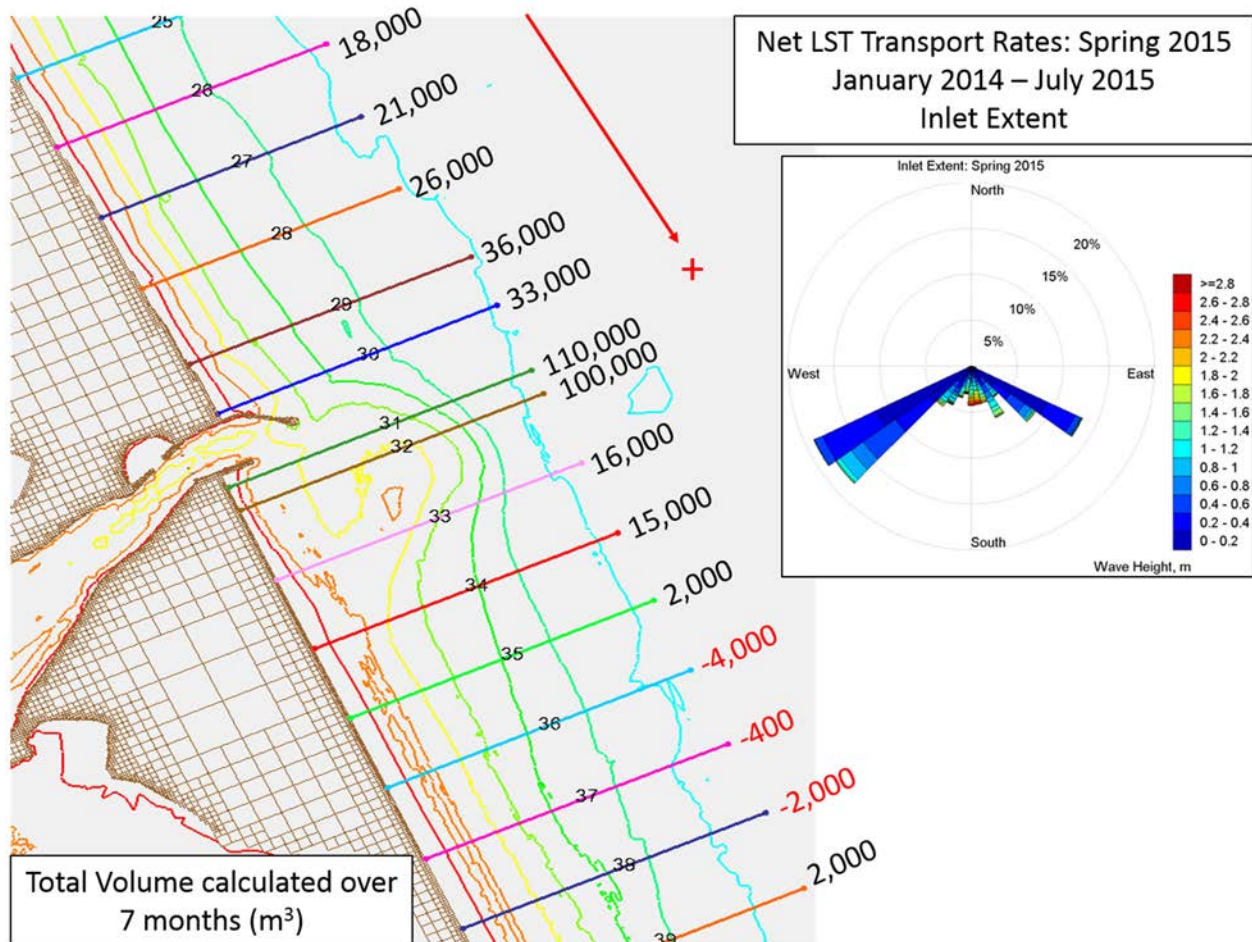 25
18,000
26
21,000
27
26,000
28
36,000
29
33,000
30
110,000
31
100,000
32
16,000
33
15,000
34
2,000
35
-4,000
36
-400
37
-2,000
38
2,000
39
+
Net LST Transport Rates: Spring 2015
January 2014 – July 2015
Inlet Extent
Inlet Extent: Spring 2015
North
20%
15%
10%
5%
West
East
South
>=2.8
2.6 - 2.8
2.4 - 2.6
2.2 - 2.4
2 - 2.2
1.8 - 2
1.6 - 1.8
1.4 - 1.6
1.2 - 1.4
1 - 1.2
0.8 - 1
0.6 - 0.8
0.4 - 0.6
0.2 - 0.4
0 - 0.2
Wave Height, m
Total Volume calculated over
7 months (m³)